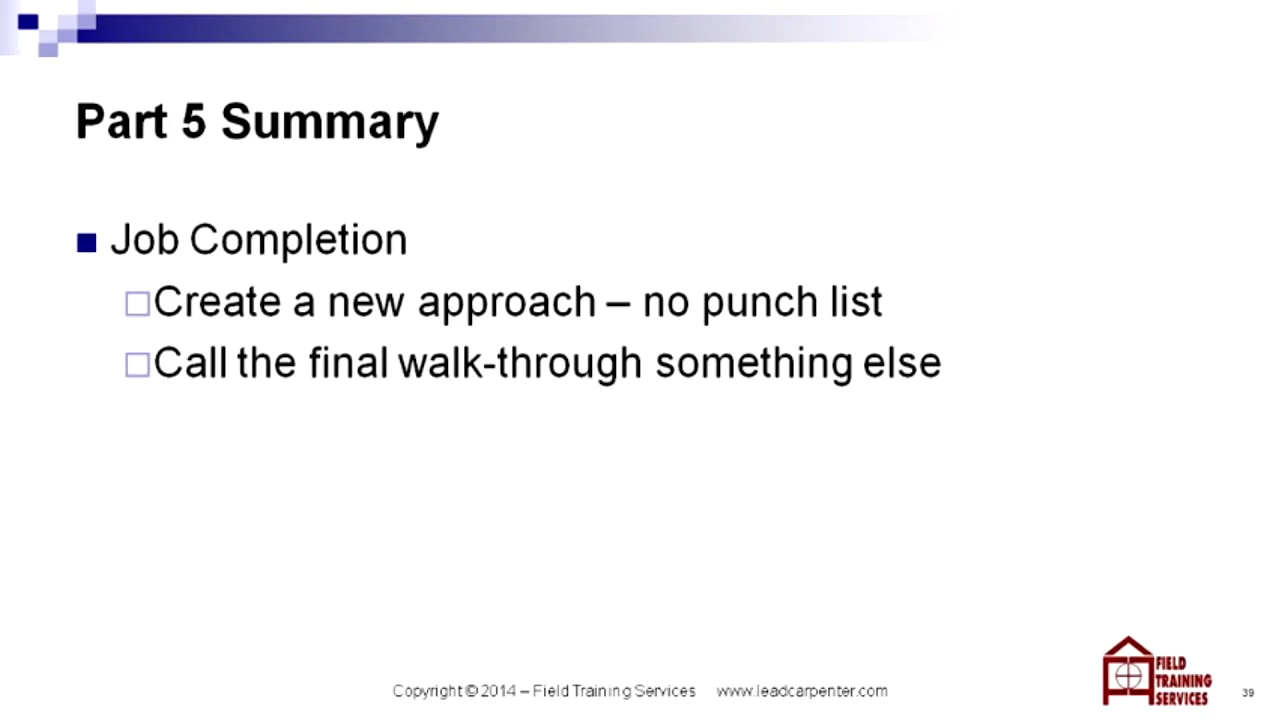 Part 5 Summary
Job Completion
Create a new approach – no punch list
Call the final walk-through something else
Copyright © 2014 – Field Training Services www.leadcarpenter.com
FIELD
TRAINING
SERVICES
39